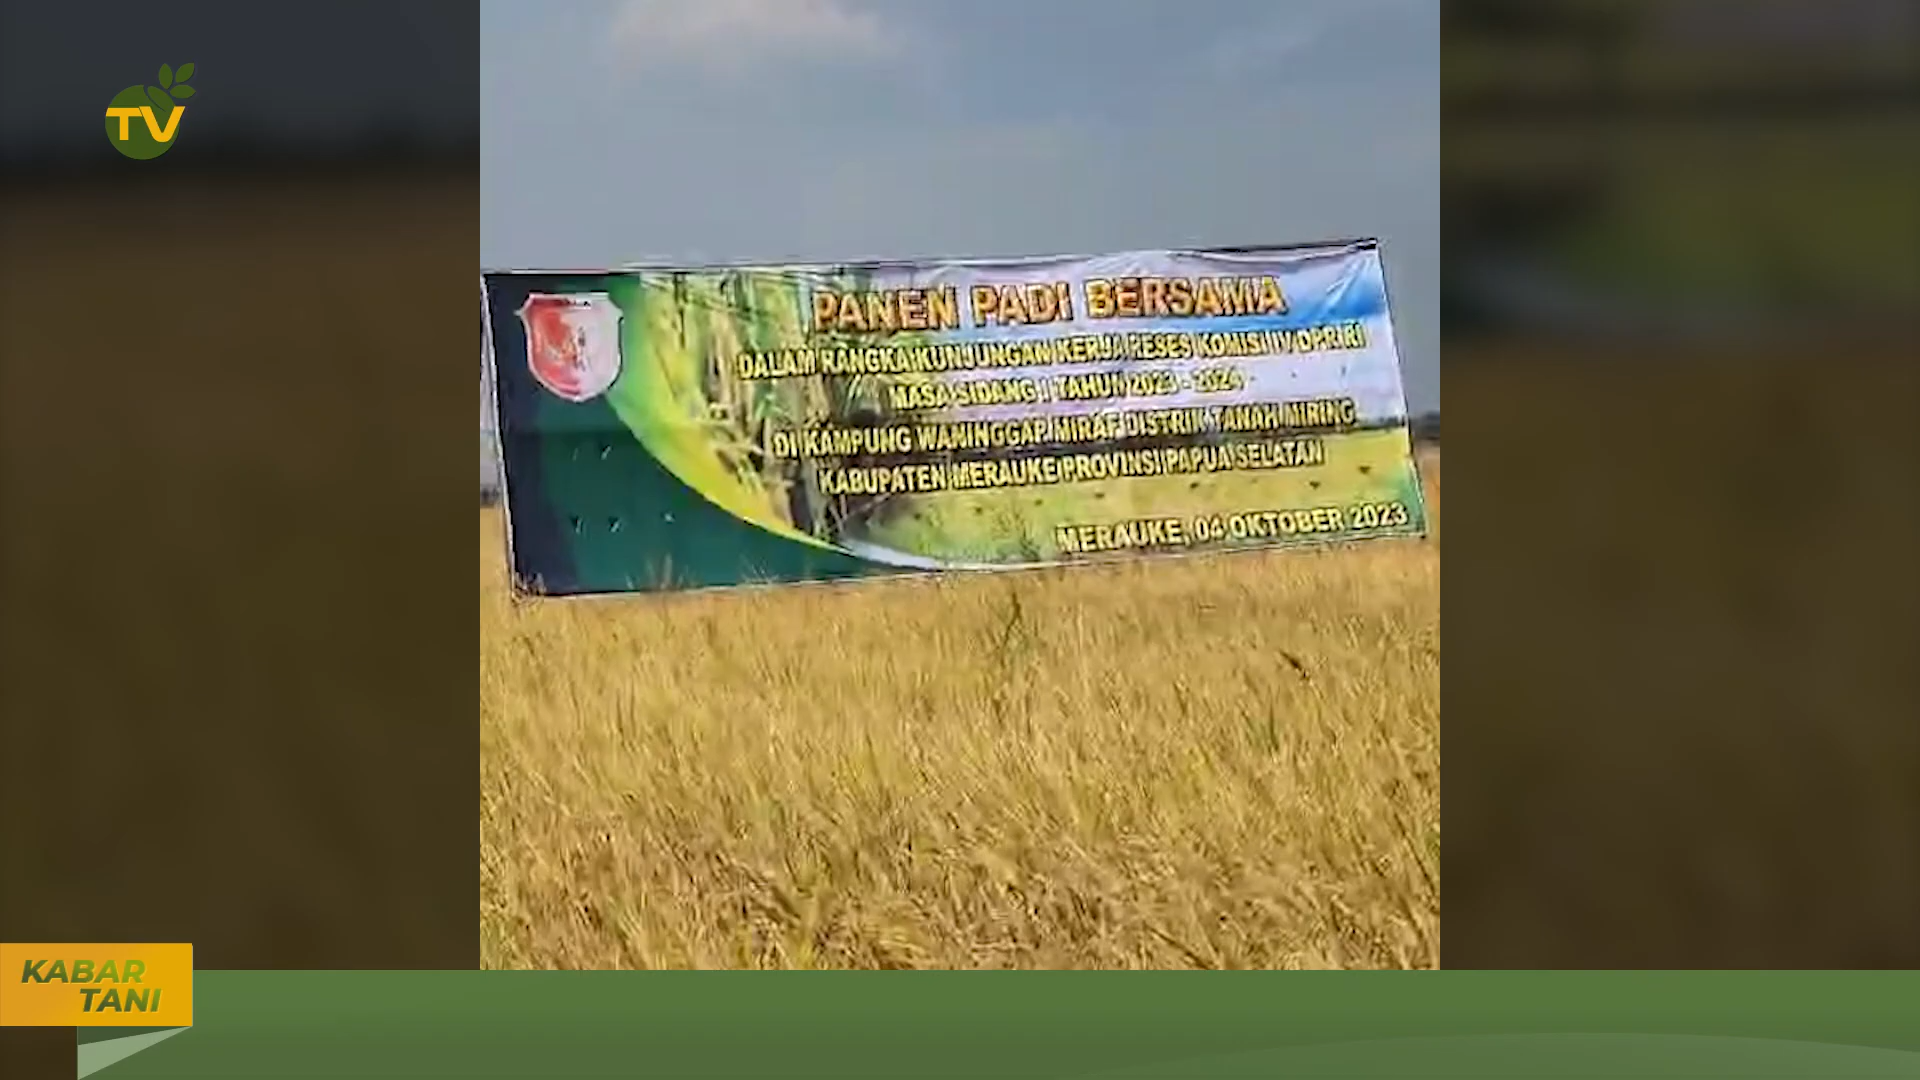 TV
PANEN PADI BERSAMA
DALAM RANGKA KUNJUNGAN KERJA RESES KOMISI IV DPR RI
MASA SIDANG I TAHUN 2023 - 2024
DI KAMPUNG WANINGGAP MIRAF DISTRIK TANAH MIRING
KABUPATEN MERAUKE PROVINSI PAPUA SELATAN
MERAUKE, 04 OKTOBER 2023
KABAR
TANI